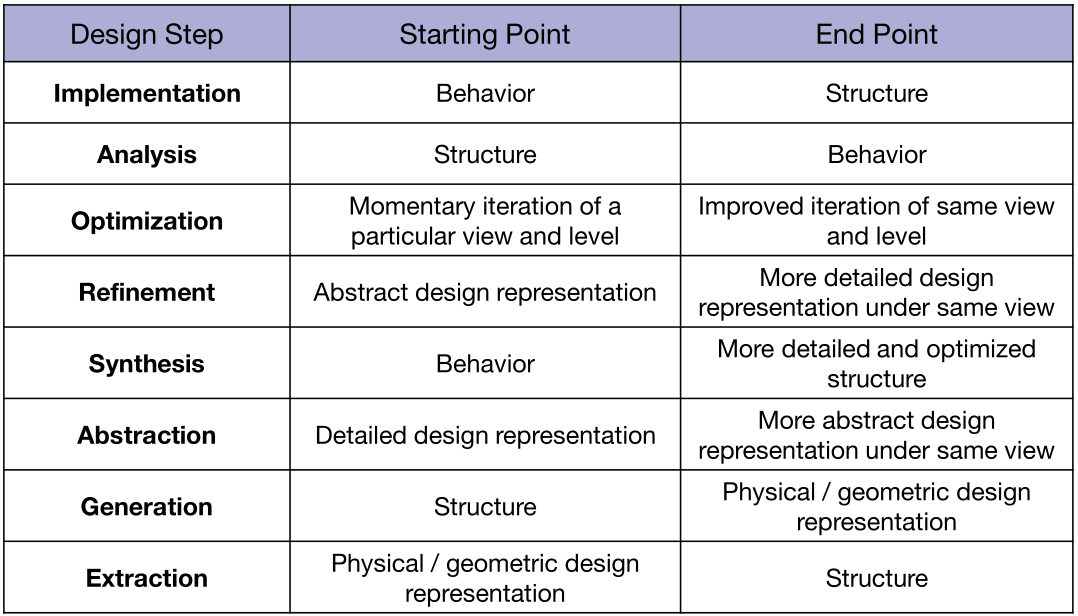 Design Step Starting Point End Point
Implementation Behavior Structure
Analysis Structure Behavior
Optimization
Momentary iteration of a
particular view and level
Improved iteration of same view
and level
Refinement Abstract design representation
More detailed design
representation under same view
Synthesis Behavior
More detailed and optimized
structure
Abstraction Detailed design representation
More abstract design
representation under same view
Generation Structure
Physical / geometric design
representation
Extraction
Physical / geometric design
representation
Structure